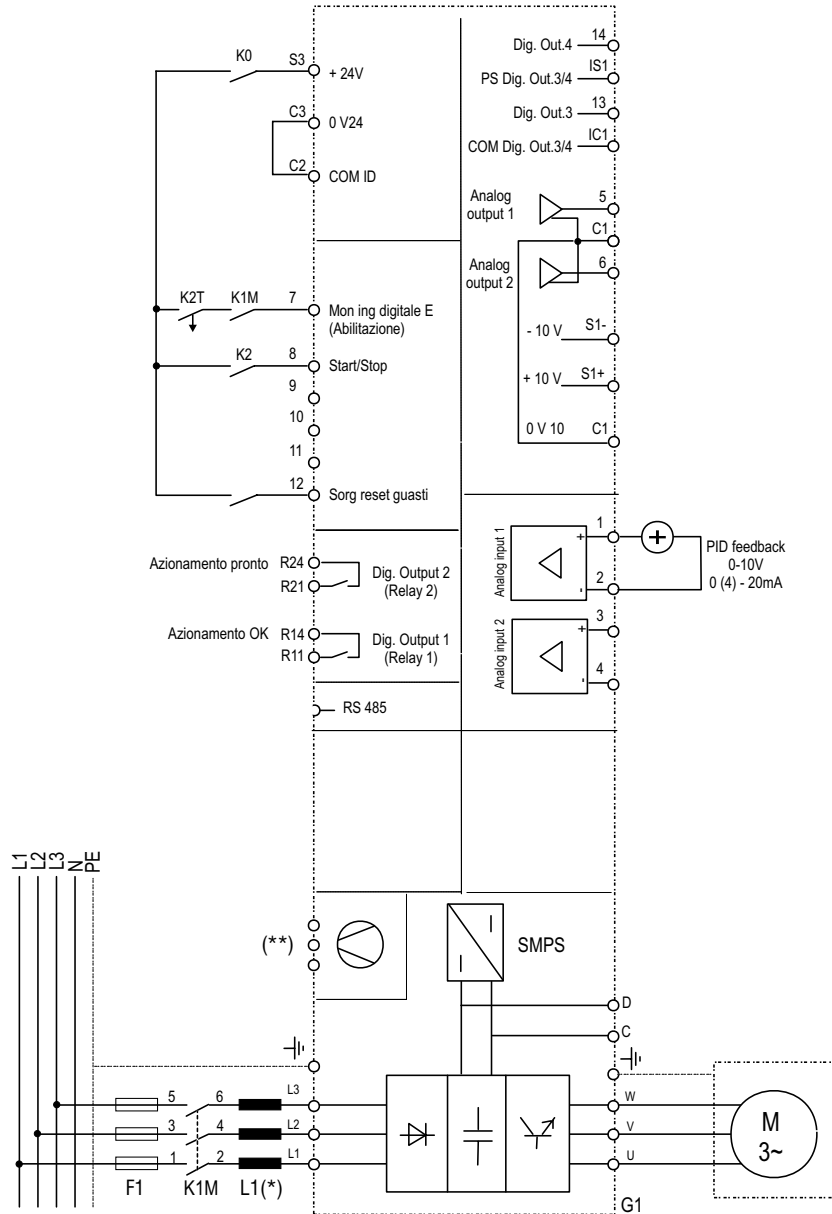 K0
S3
+ 24V
C3
0 V24
C2
COM ID
K2T
K1M
7
Mon ing digitale E
(Abilitazione)
K2
8
Start/Stop
9
10
11
12
Sorg reset guasti
Azionamento pronto
R24
R21
Dig. Output 2
(Relay 2)
Azionamento OK
R14
R11
Dig. Output 1
(Relay 1)
RS 485
Dig. Out.4
14
PS Dig. Out.3/4
IS1
Dig. Out.3
13
COM Dig. Out.3/4
IC1
Analog
output 1
5
C1
Analog
output 2
6
- 10 V
S1-
+ 10 V
S1+
0 V 10
C1
Analog input 1
+
-
1
2
+
PID feedback
0-10V
0 (4) - 20mA
Analog input 2
+
-
3
4
L1
L2
L3
N
PE
(**)
SMPS
D
C
5
6
L3
3
4
L2
1
2
L1
F1
K1M
L1(*)
W
V
U
M
3~
G1